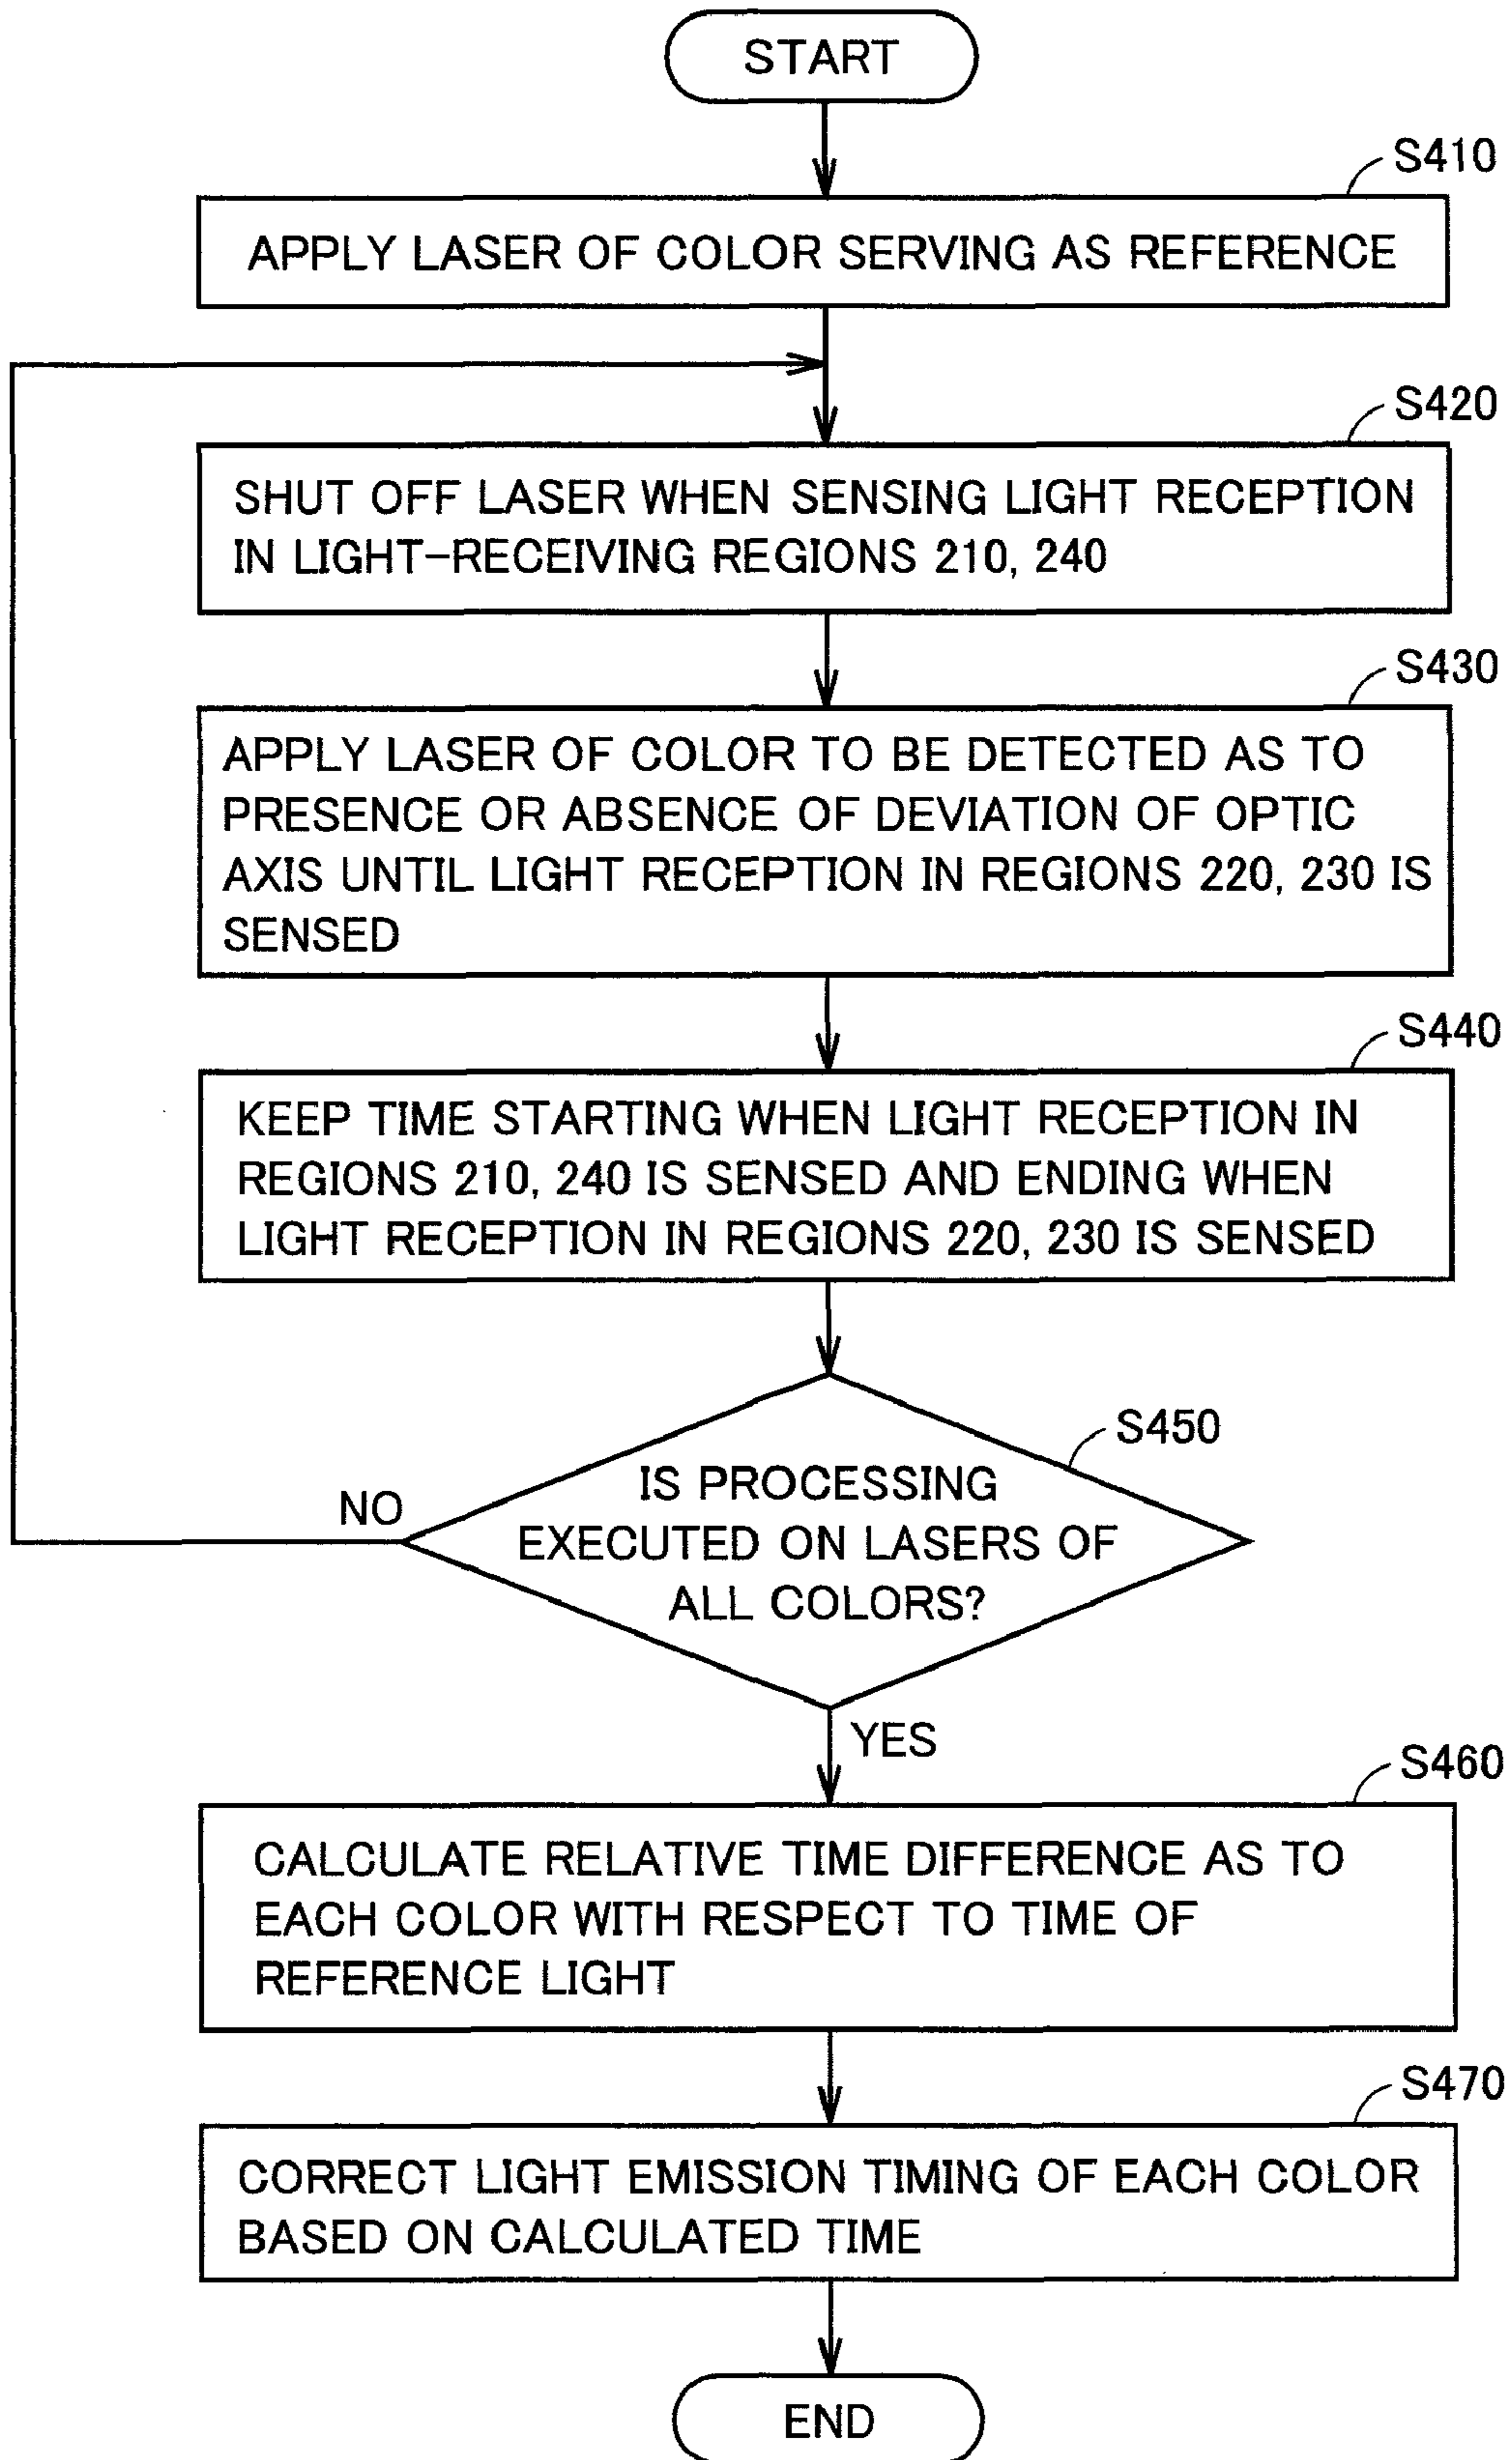 START
S410
APPLY LASER OF COLOR SERVING AS REFERENCE
S420
SHUT OFF LASER WHEN SENSING LIGHT RECEPTION
IN LIGHT-RECEIVING REGIONS 210, 240
S430
APPLY LASER OF COLOR TO BE DETECTED AS TO
PRESENCE OR ABSENCE OF DEVIATION OF OPTIC
AXIS UNTIL LIGHT RECEPTION IN REGIONS 220, 230 IS
SENSED
S440
KEEP TIME STARTING WHEN LIGHT RECEPTION IN
REGIONS 210, 240 IS SENSED AND ENDING WHEN
LIGHT RECEPTION IN REGIONS 220, 230 IS SENSED
S450
IS PROCESSING
EXECUTED ON LASERS OF
ALL COLORS?
NO
YES
S460
CALCULATE RELATIVE TIME DIFFERENCE AS TO
EACH COLOR WITH RESPECT TO TIME OF
REFERENCE LIGHT
S470
CORRECT LIGHT EMISSION TIMING OF EACH COLOR
BASED ON CALCULATED TIME
END